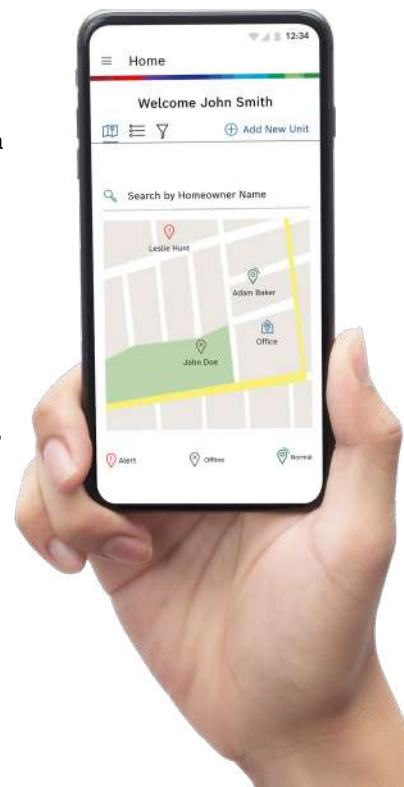 12:34
Home
Welcome John Smith
Add New Unit
Search by Homeowner Name
Leslie Hunt
Adam Baker
Office
John Doe
Alert
Offline
Normal